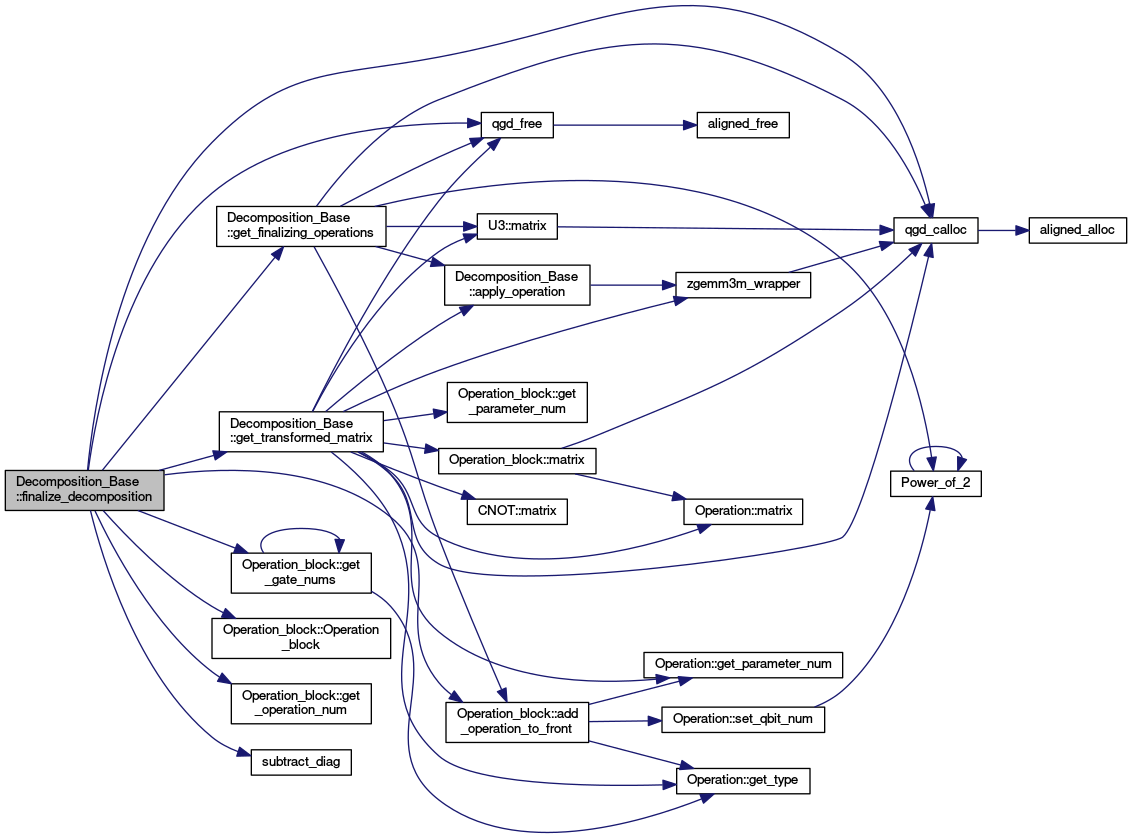 Decomposition_Base
::finalize_decomposition
Decomposition_Base
::get_finalizing_operations
Decomposition_Base
::get_transformed_matrix
Operation_block::get
_gate_nums
Operation_block::Operation
_block
Operation_block::get
_operation_num
subtract_diag
qgd_free
U3::matrix
Decomposition_Base
::apply_operation
Operation_block::get
_parameter_num
Operation_block::matrix
CNOT::matrix
Operation_block::add
_operation_to_front
aligned_free
zgemm3m_wrapper
Operation::matrix
Operation::get_parameter_num
Operation::set_qbit_num
Operation::get_type
qgd_calloc
Power_of_2
aligned_alloc